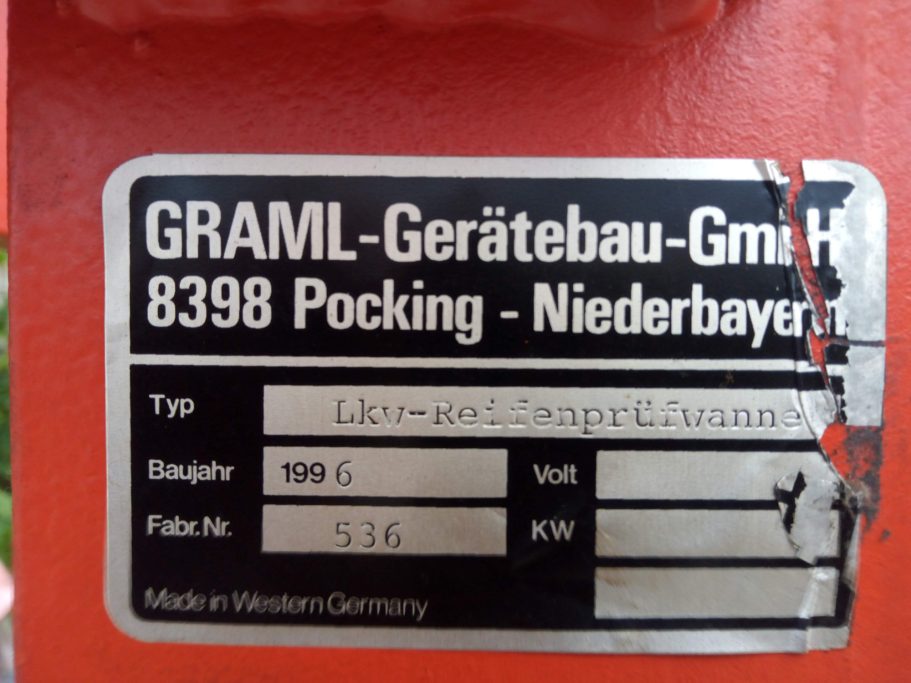 GRAML-Gerätebau-GmbH
8398 Pocking - Niederbayern
Typ Lkw-Reifenprüfwanne
Baujahr 1996 Volt
Fabr.Nr. 536 KW
Made in Western Germany